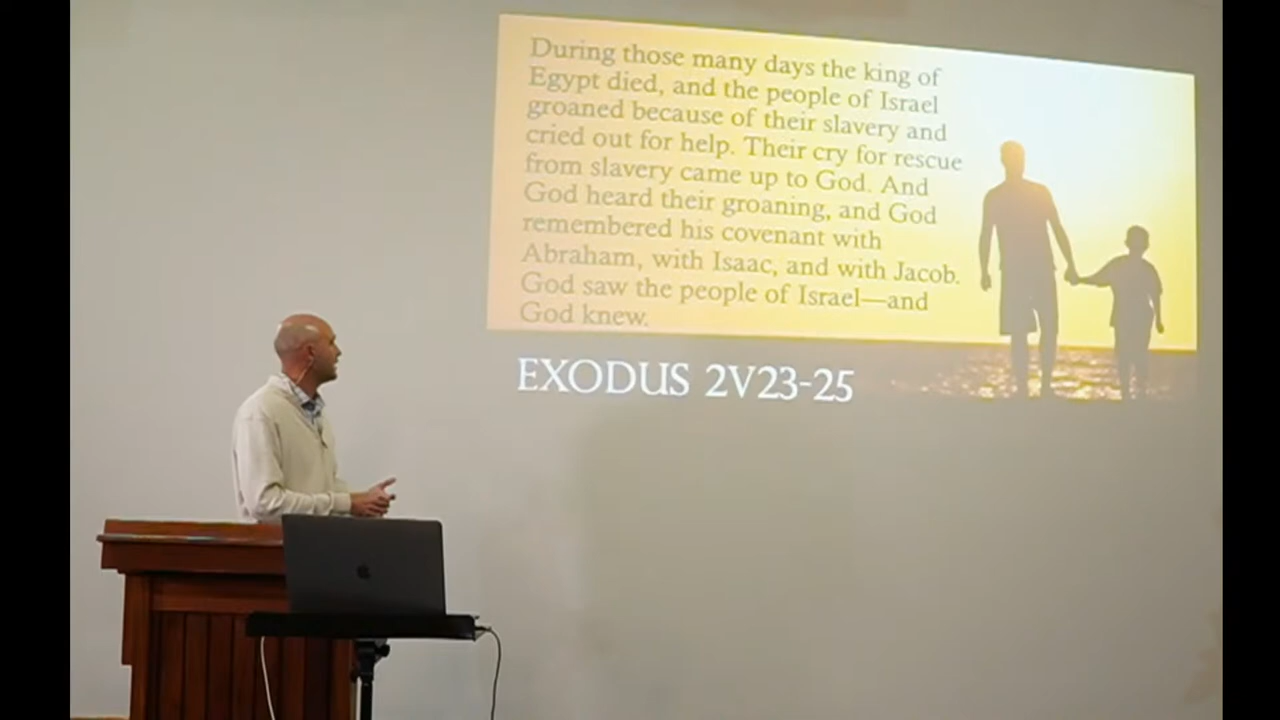 During those many days the king of
Egypt died, and the people of Israel
groaned because of their slavery and
cried out for help. Their cry for rescue
from slavery came up to God. And
God heard their groaning, and God
remembered his covenant with
Abraham, with Isaac, and with Jacob.
God saw the people of Israel—and
God knew.
EXODUS 2V23-25